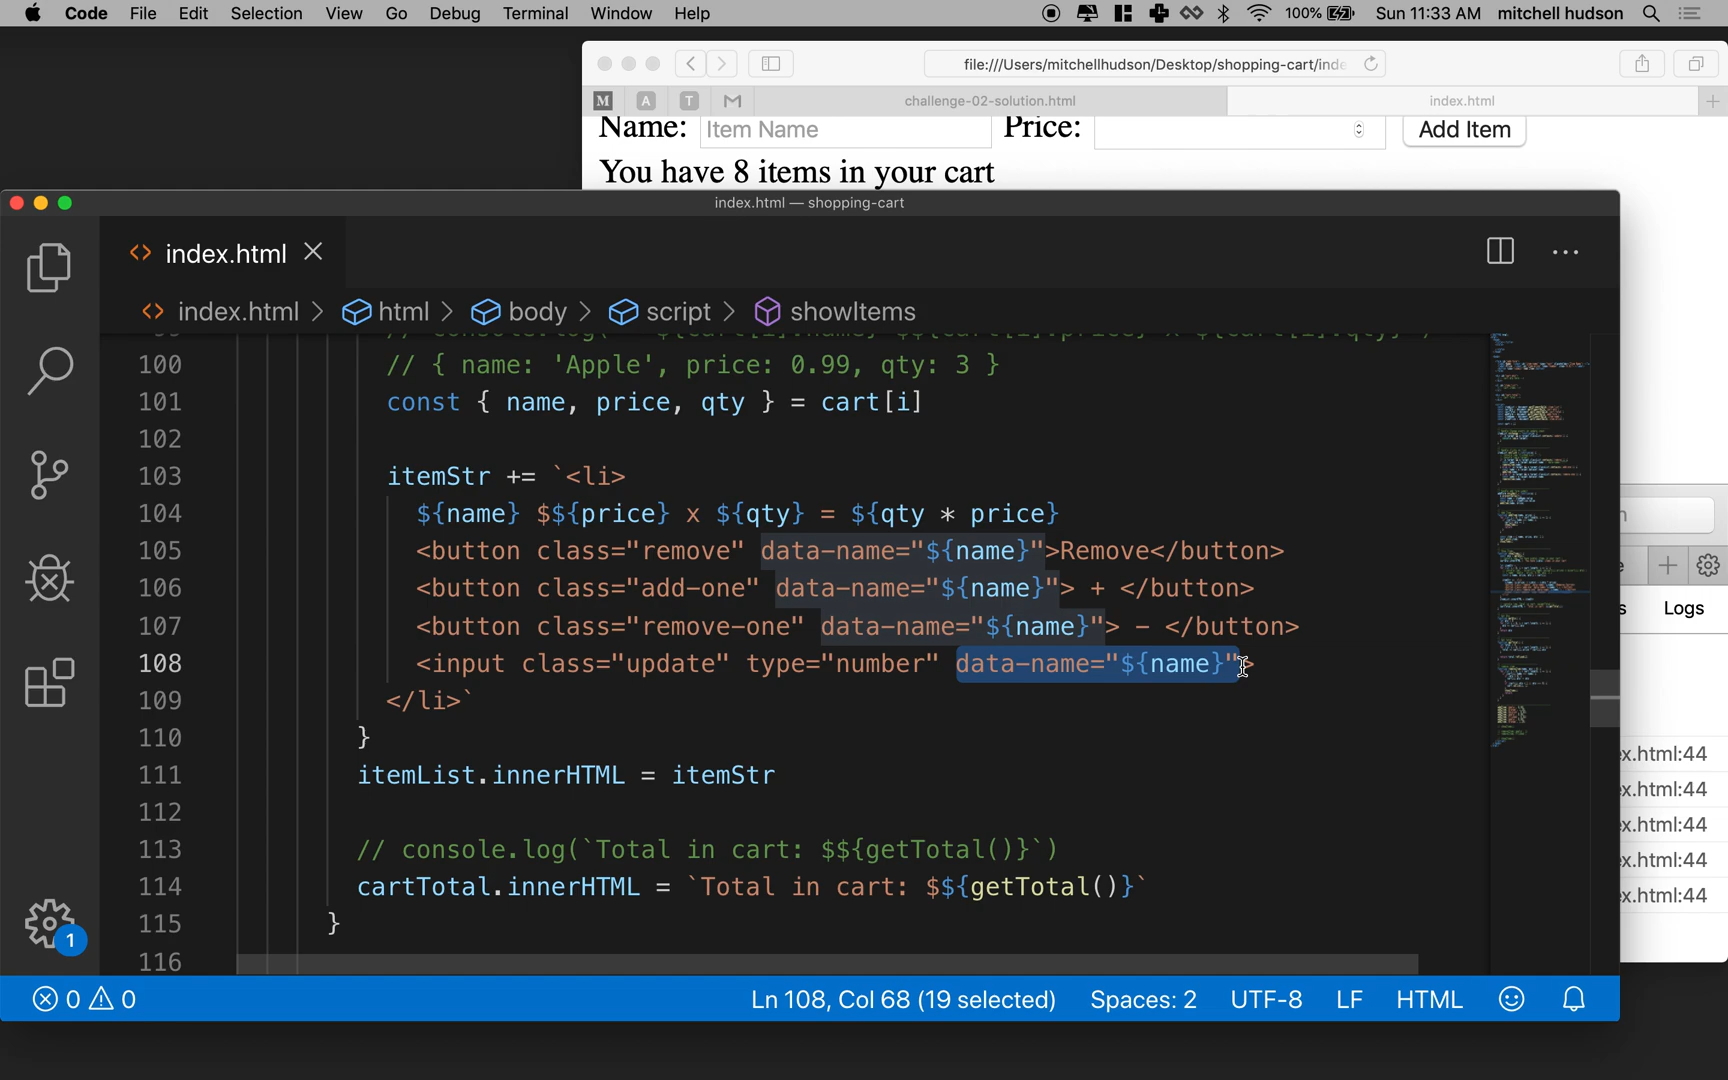 Code File Edit Selection View Go Debug Terminal Window Help 100% Sun 11:33 AM mitchell hudson
file:///Users/mitchellhudson/Desktop/shopping-cart/inde
M A T M challenge-02-solution.html index.html
Name: Item Name Price: Add Item
You have 8 items in your cart
index.html — shopping-cart
index.html
index.html > html > body > script > showItems
100 // { name: 'Apple', price: 0.99, qty: 3 }
101 const { name, price, qty } = cart[i]
102
103 itemStr += `<li>
104 ${name} $${price} x ${qty} = ${qty * price}
105 <button class="remove" data-name="${name}">Remove</button>
106 <button class="add-one" data-name="${name}"> + </button>
107 <button class="remove-one" data-name="${name}"> - </button>
108 <input class="update" type="number" data-name="${name}">
109 </li>`
110 }
111 itemList.innerHTML = itemStr
112
113 // console.log(`Total in cart: $${getTotal()}`)
114 cartTotal.innerHTML = `Total in cart: $${getTotal()}`
115 }
116
Logs
x.html:44
x.html:44
x.html:44
x.html:44
x.html:44
1
0 0 Ln 108, Col 68 (19 selected) Spaces: 2 UTF-8 LF HTML